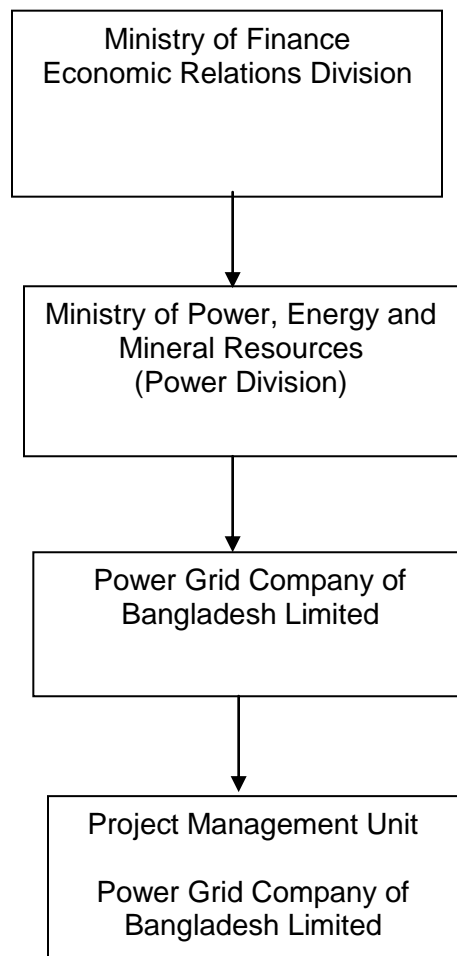 Ministry of Finance
Economic Relations Division
Ministry of Power, Energy and
Mineral Resources
(Power Division)
Power Grid Company of
Bangladesh Limited
Project Management Unit
Power Grid Company of
Bangladesh Limited